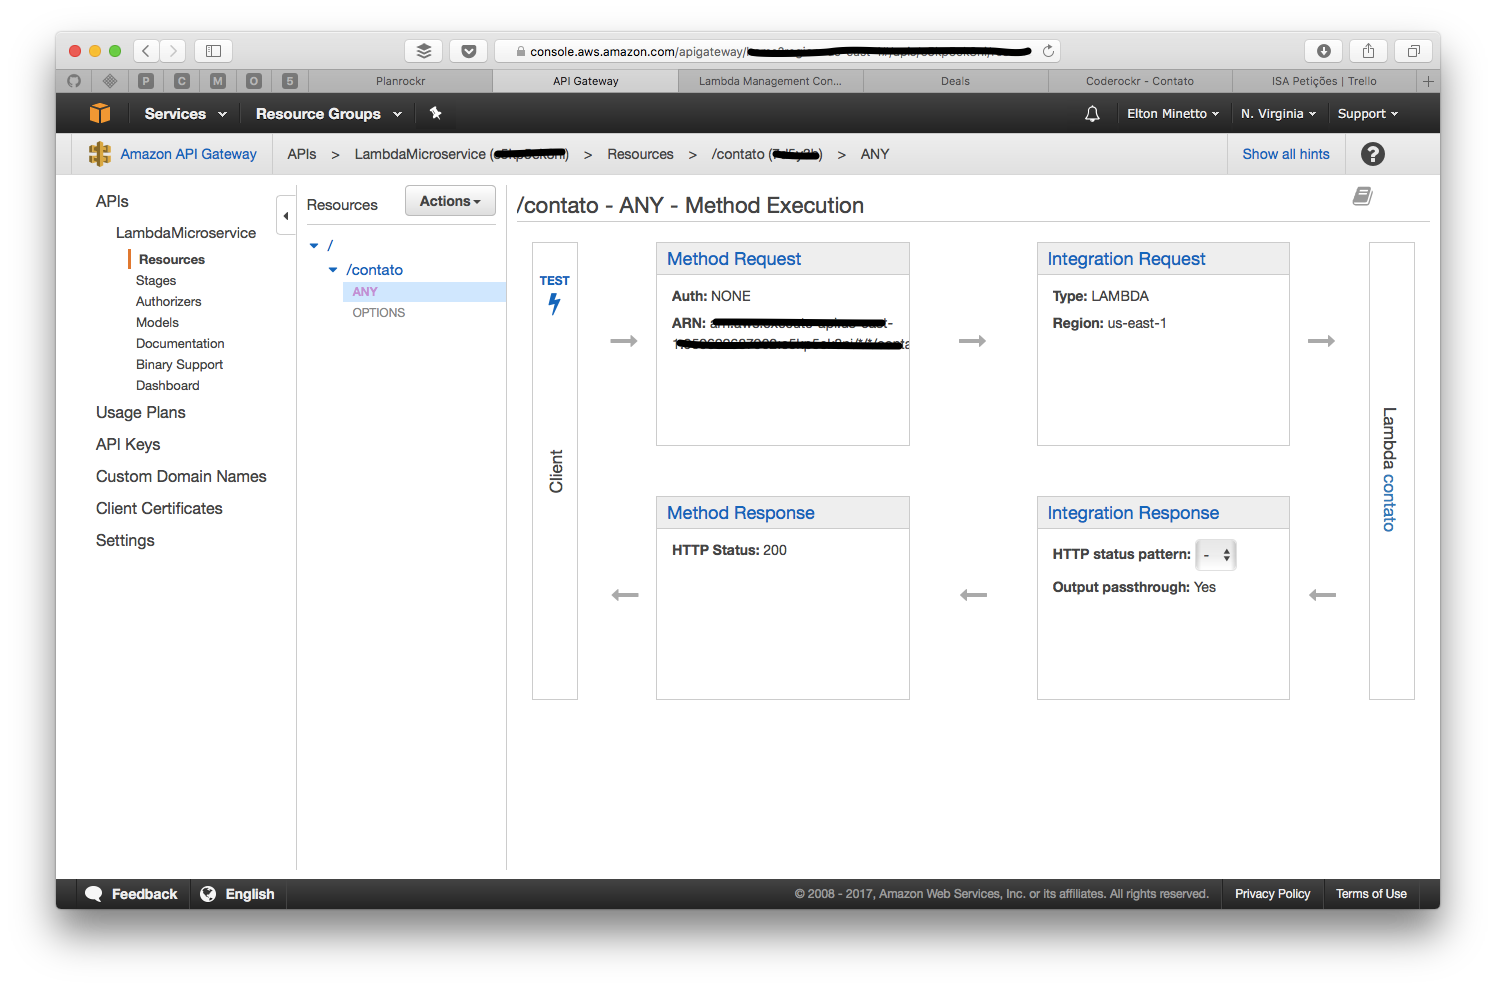 console.aws.amazon.com/apigateway/
P C M O 5 Planrockr API Gateway Lambda Management Con... Deals Coderockr - Contato ISA Petições | Trello +
Services Resource Groups Elton Minetto N. Virginia Support
Amazon API Gateway APIs > LambdaMicroservice ( ) > Resources > /contato ( ) > ANY Show all hints ?
APIs
LambdaMicroservice
Resources
Stages
Authorizers
Models
Documentation
Binary Support
Dashboard
Usage Plans
API Keys
Custom Domain Names
Client Certificates
Settings
Resources Actions
/
/contato
ANY
OPTIONS
/contato - ANY - Method Execution
TEST
Client
Method Request
Auth: NONE
ARN:
Integration Request
Type: LAMBDA
Region: us-east-1
Lambda contato
Method Response
HTTP Status: 200
Integration Response
HTTP status pattern: -
Output passthrough: Yes
Feedback English © 2008 - 2017, Amazon Web Services, Inc. or its affiliates. All rights reserved. Privacy Policy Terms of Use